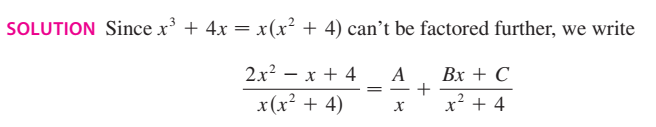 SOLUTION Since x³ + 4x = x(x² + 4) can't be factored further, we write
(2x² − x + 4)/(x(x² + 4)) = A/x + (Bx + C)/(x² + 4)